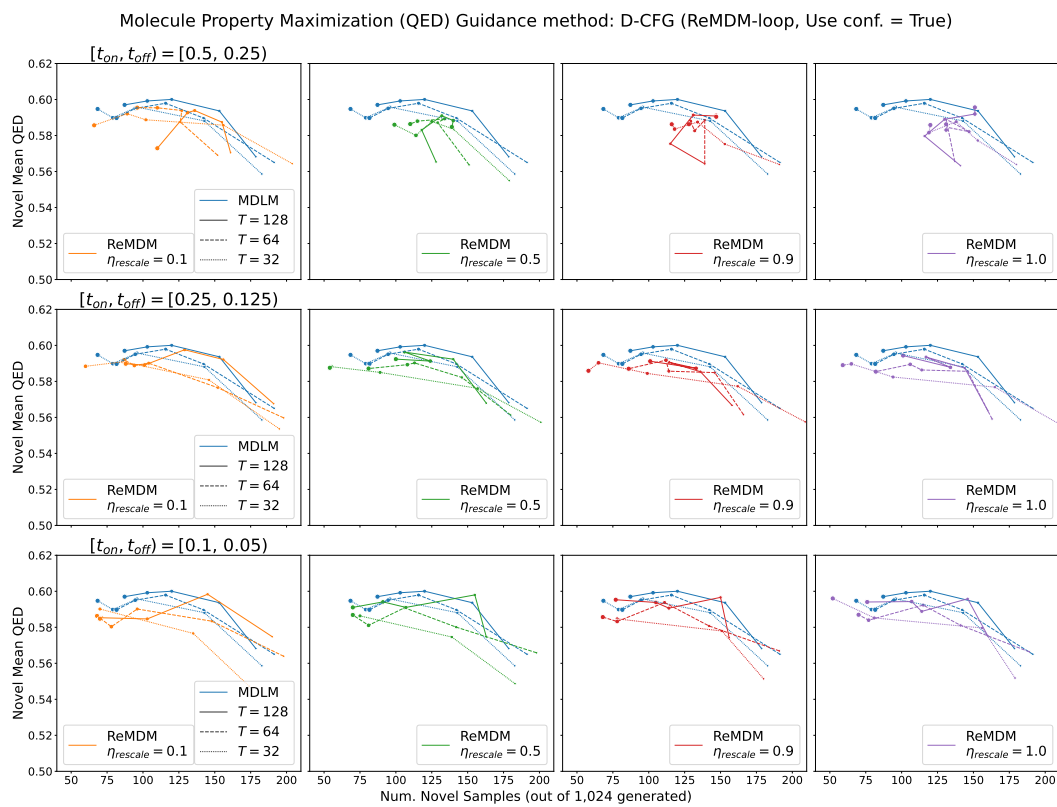 Molecule Property Maximization (QED) Guidance method: D-CFG (ReMDM-loop, Use conf. = True)
[t_on, t_off) = [0.5, 0.25)
Novel Mean QED
0.62
0.60
0.58
0.56
0.54
0.52
0.50
MDLM
T = 128
T = 64
T = 32
ReMDM
η_rescale = 0.1
ReMDM
η_rescale = 0.5
ReMDM
η_rescale = 0.9
ReMDM
η_rescale = 1.0
[t_on, t_off) = [0.25, 0.125)
Novel Mean QED
0.62
0.60
0.58
0.56
0.54
0.52
0.50
MDLM
T = 128
T = 64
T = 32
ReMDM
η_rescale = 0.1
ReMDM
η_rescale = 0.5
ReMDM
η_rescale = 0.9
ReMDM
η_rescale = 1.0
[t_on, t_off) = [0.1, 0.05)
Novel Mean QED
0.62
0.60
0.58
0.56
0.54
0.52
0.50
MDLM
T = 128
T = 64
T = 32
ReMDM
η_rescale = 0.1
ReMDM
η_rescale = 0.5
ReMDM
η_rescale = 0.9
ReMDM
η_rescale = 1.0
50 75 100 125 150 175 200
50 75 100 125 150 175 200
50 75 100 125 150 175 200
50 75 100 125 150 175 200
Num. Novel Samples (out of 1,024 generated)